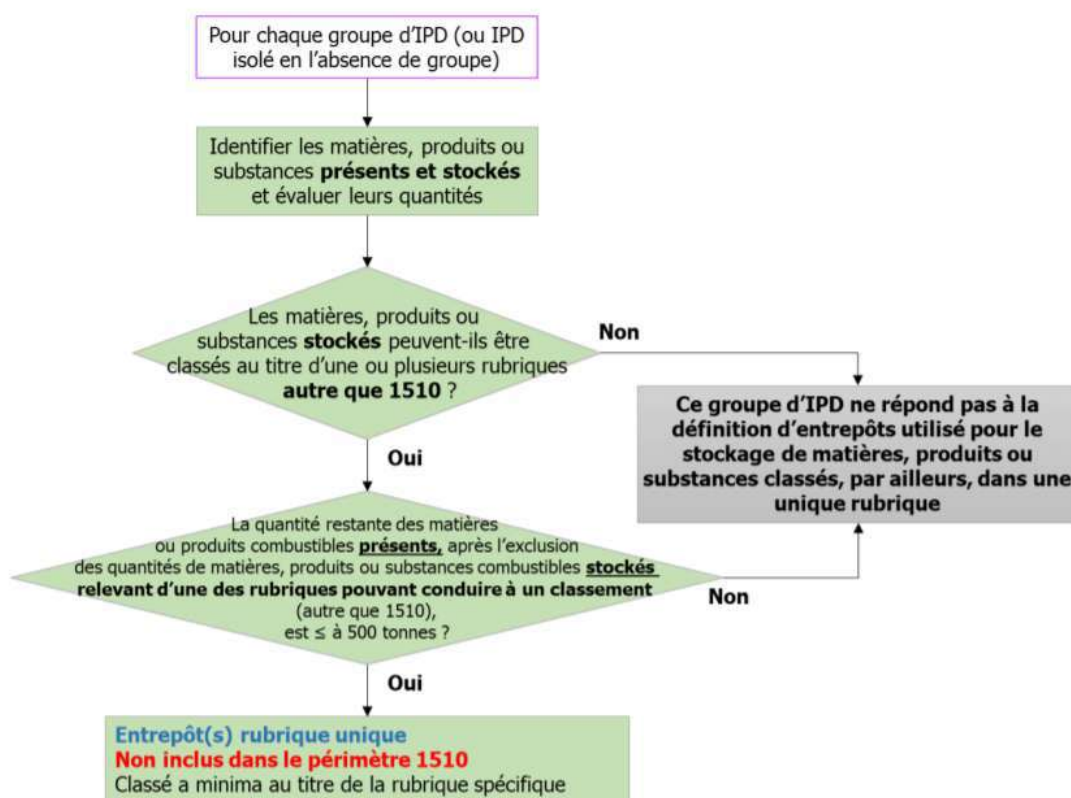 Pour chaque groupe d'IPD (ou IPD
isolé en l'absence de groupe)
Identifier les matières, produits ou
substances présents et stockés
et évaluer leurs quantités
Les matières, produits ou
substances stockés peuvent-ils être
classés au titre d'une ou plusieurs rubriques
autre que 1510 ?
Non
Ce groupe d'IPD ne répond pas à la
définition d'entrepôts utilisé pour le
stockage de matières, produits ou
substances classés, par ailleurs, dans une
unique rubrique
Oui
La quantité restante des matières
ou produits combustibles présents, après l'exclusion
des quantités de matières, produits ou substances combustibles stockés
relevant d'une des rubriques pouvant conduire à un classement
(autre que 1510),
est ≤ à 500 tonnes ?
Non
Oui
Entrepôt(s) rubrique unique
Non inclus dans le périmètre 1510
Classé a minima au titre de la rubrique spécifique